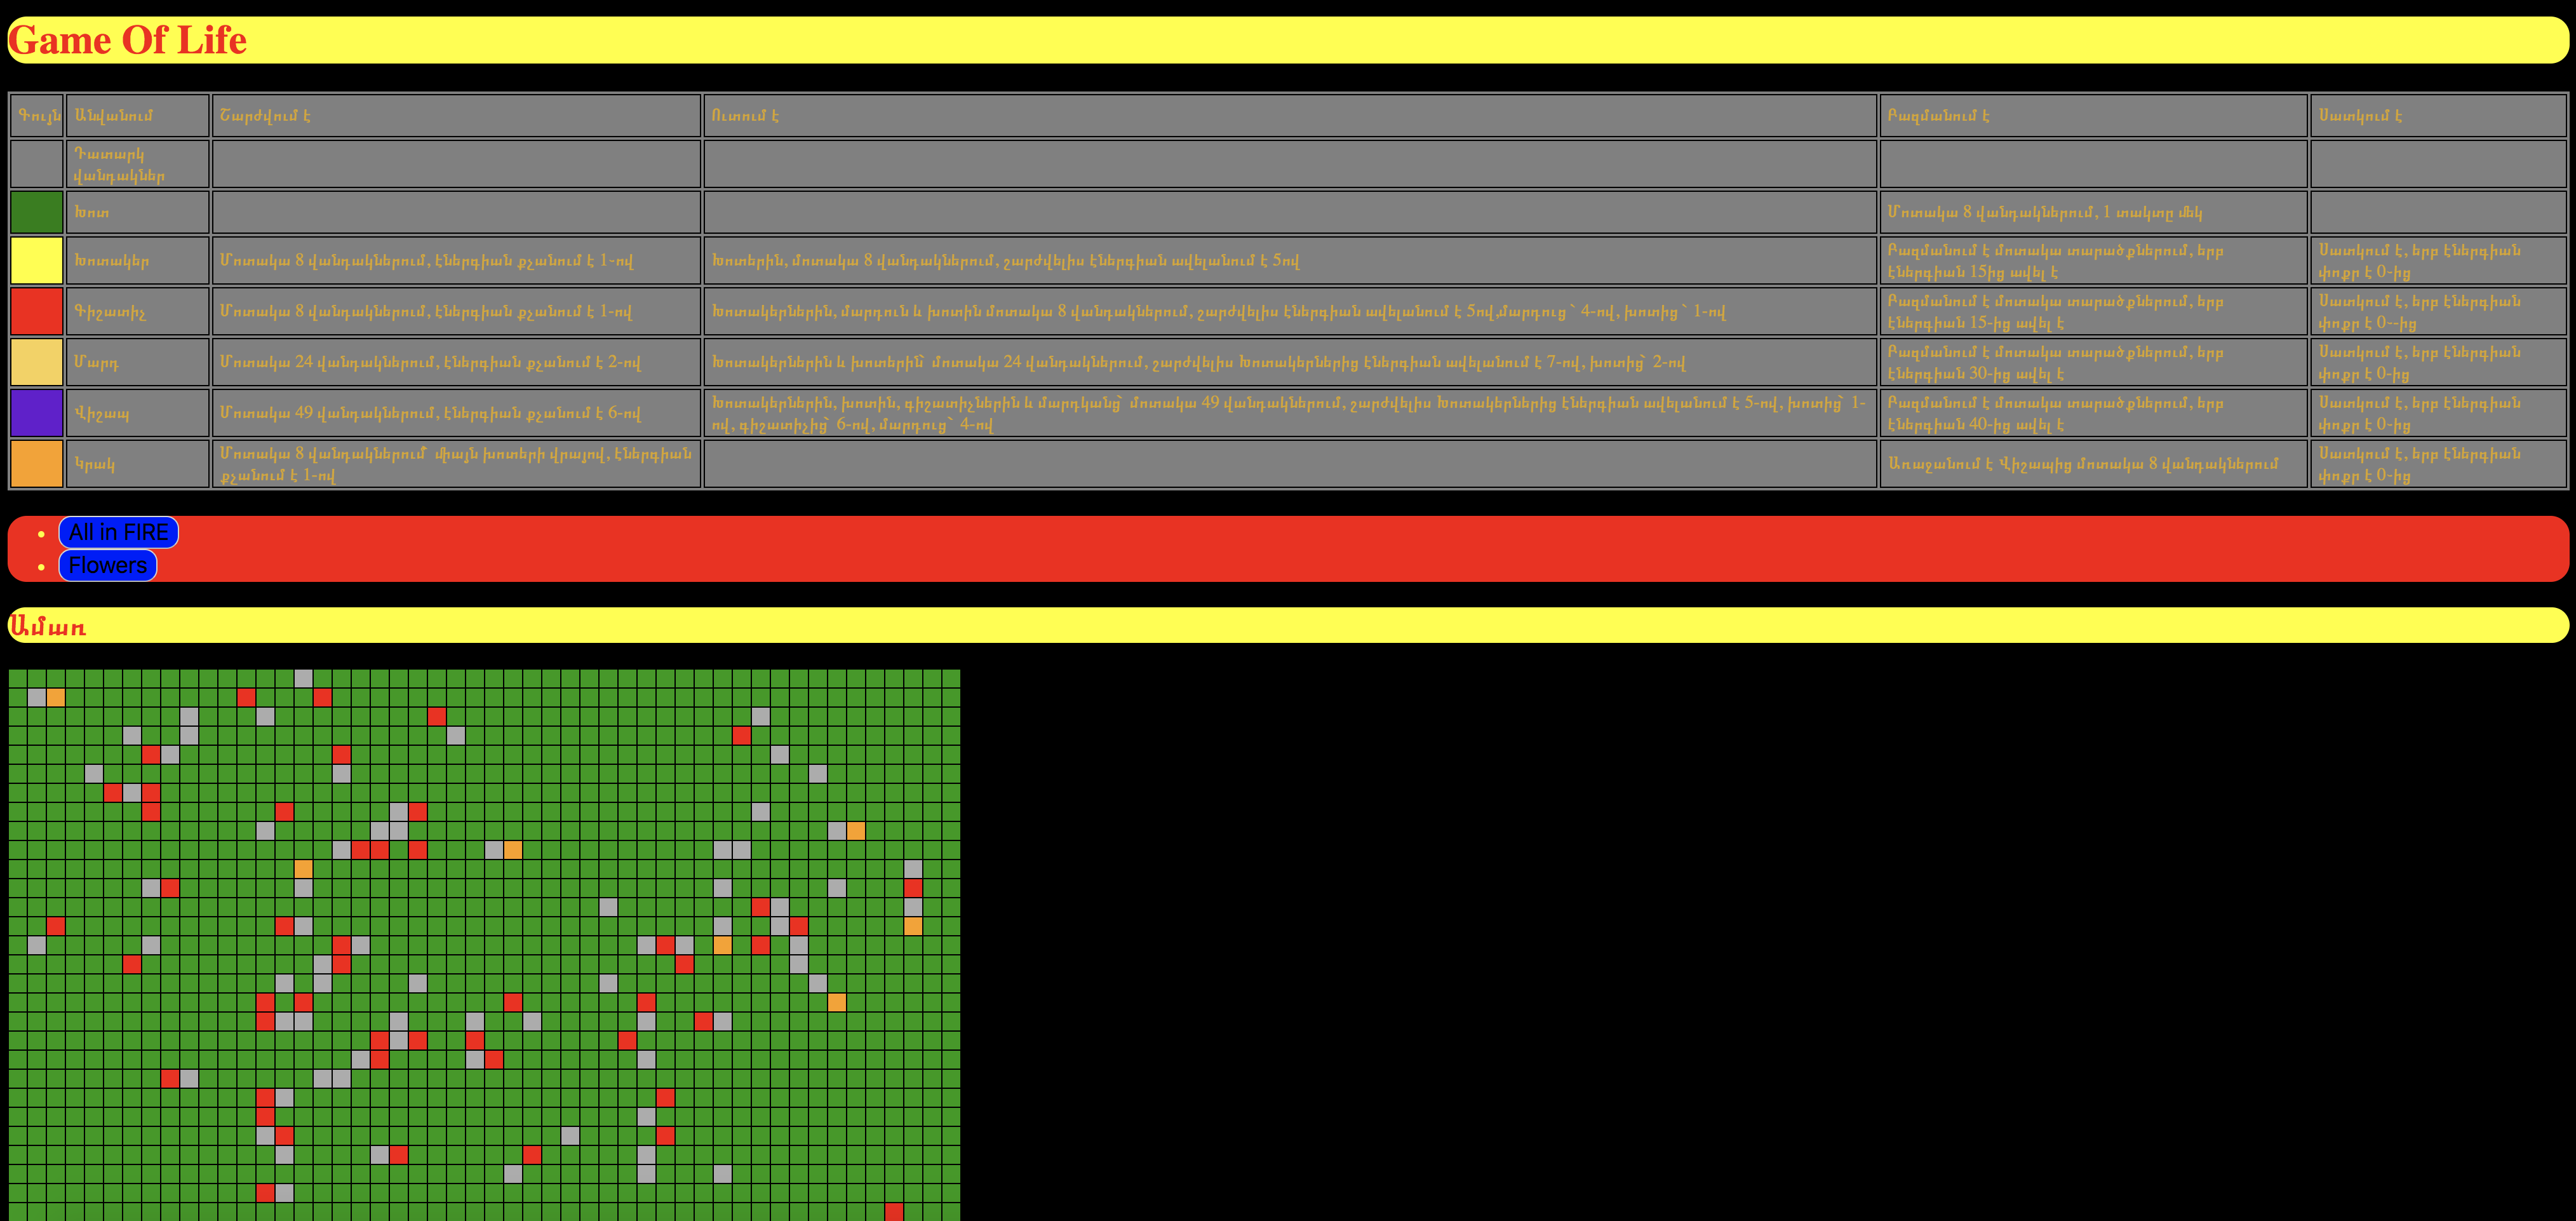 Game Of Life
Գույն Անվանում Շարժվում է Ուտում է Բազմանում է Սատկում է
Դատարկ
վանդակներ
Խոտ Մոտակա 8 վանդակներում, 1 տակտը մեկ
Խոտակեր Մոտակա 8 վանդակներում, էներգիան քչանում է 1-ով Խոտերին, մոտակա 8 վանդակներում, շարժվելիս էներգիան ավելանում է 5ով Բազմանում է մոտակա տարածքներում, երբ
էներգիան 15ից ավել է Սատկում է, երբ էներգիան
փոքր է 0-ից
Գիշատիչ Մոտակա 8 վանդակներում, էներգիան քչանում է 1-ով Խոտակերներին, մարդուն և խոտին մոտակա 8 վանդակներում, շարժվելիս էներգիան ավելանում է 5ով,մարդուց ՝ 4-ով, խոտից ՝ 1-ով Բազմանում է մոտակա տարածքներում, երբ
էներգիան 15-ից ավել է Սատկում է, երբ էներգիան
փոքր է 0--ից
Մարդ Մոտակա 24 վանդակներում, էներգիան քչանում է 2-ով Խոտակերներին և խոտերին՝ մոտակա 24 վանդակներում, շարժվելիս Խոտակերներից էներգիան ավելանում է 7-ով, խոտից՝ 2-ով Բազմանում է մոտակա տարածքներում, երբ
էներգիան 30-ից ավել է Սատկում է, երբ էներգիան
փոքր է 0-ից
Վիշապ Մոտակա 49 վանդակներում, էներգիան քչանում է 6-ով Խոտակերներին, խոտին, գիշատիչներին և մարդկանց՝ մոտակա 49 վանդակներում, շարժվելիս Խոտակերներից էներգիան ավելանում է 5-ով, խոտից՝ 1-
ով, գիշատիչից՝ 6-ով, մարդուց՝ 4-ով Բազմանում է մոտակա տարածքներում, երբ
էներգիան 40-ից ավել է Սատկում է, երբ էներգիան
փոքր է 0-ից
Կրակ Մոտակա 8 վանդակներում՝ միայն խոտերի վրայով, էներգիան
քչանում է 1-ով Առաջանում է Վիշապից մոտակա 8 վանդակներում Սատկում է, երբ էներգիան
փոքր է 0-ից
All in FIRE
Flowers
Ամառ